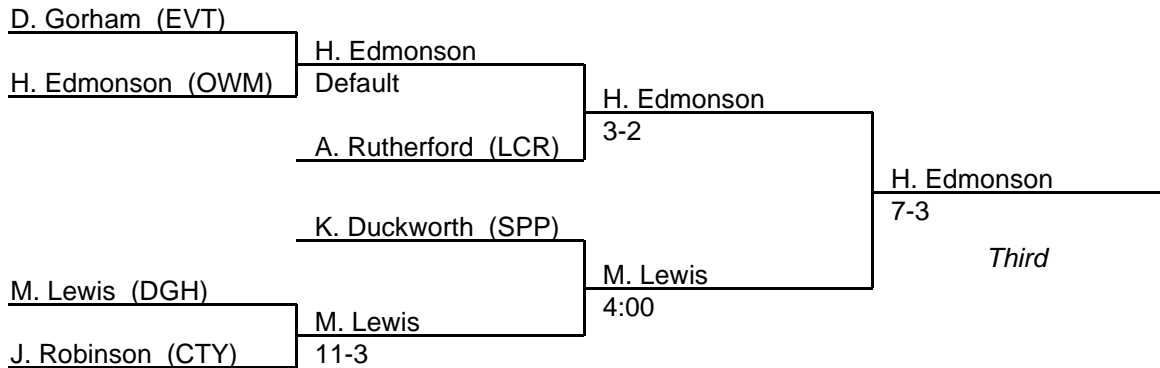 D. Gorham (EVT)
H. Edmonson
H. Edmonson (OWM)
Default
H. Edmonson
3-2
A. Rutherford (LCR)
H. Edmonson
7-3
K. Duckworth (SPP)
Third
M. Lewis
4:00
M. Lewis (DGH)
M. Lewis
11-3
J. Robinson (CTY)